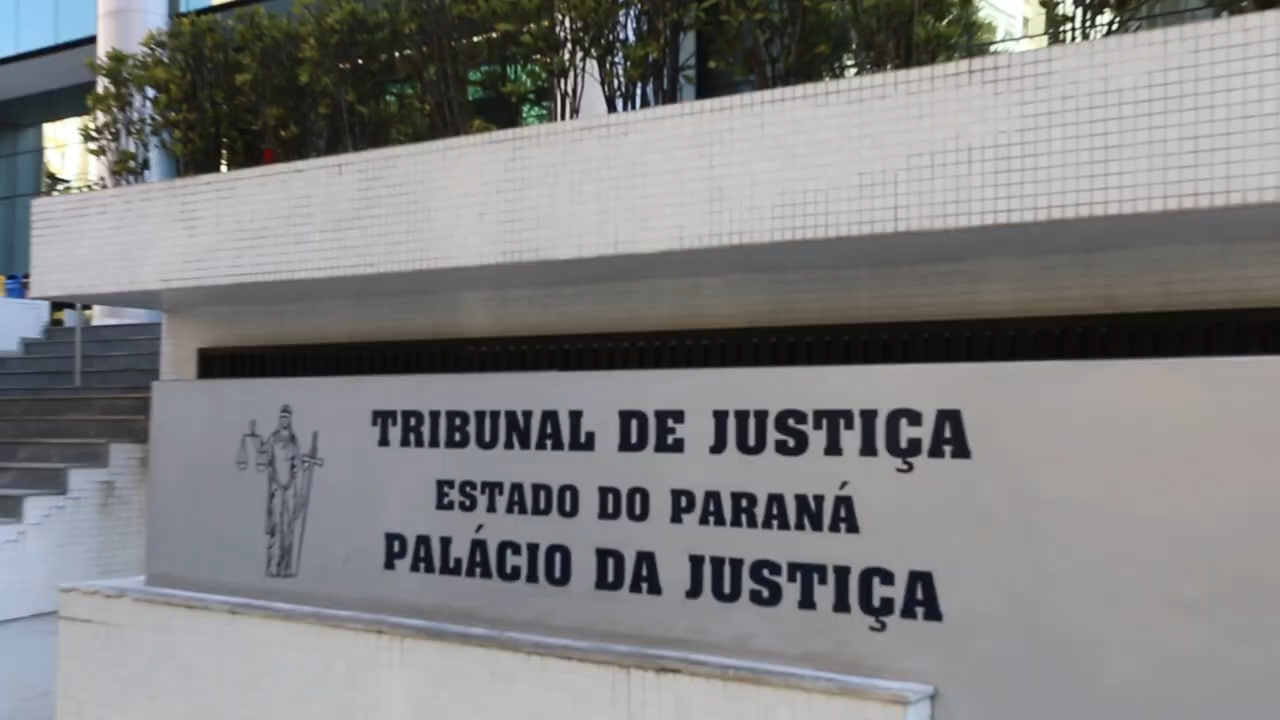 TRIBUNAL DE JUSTIÇA
ESTADO DO PARANÁ
PALÁCIO DA JUSTIÇA